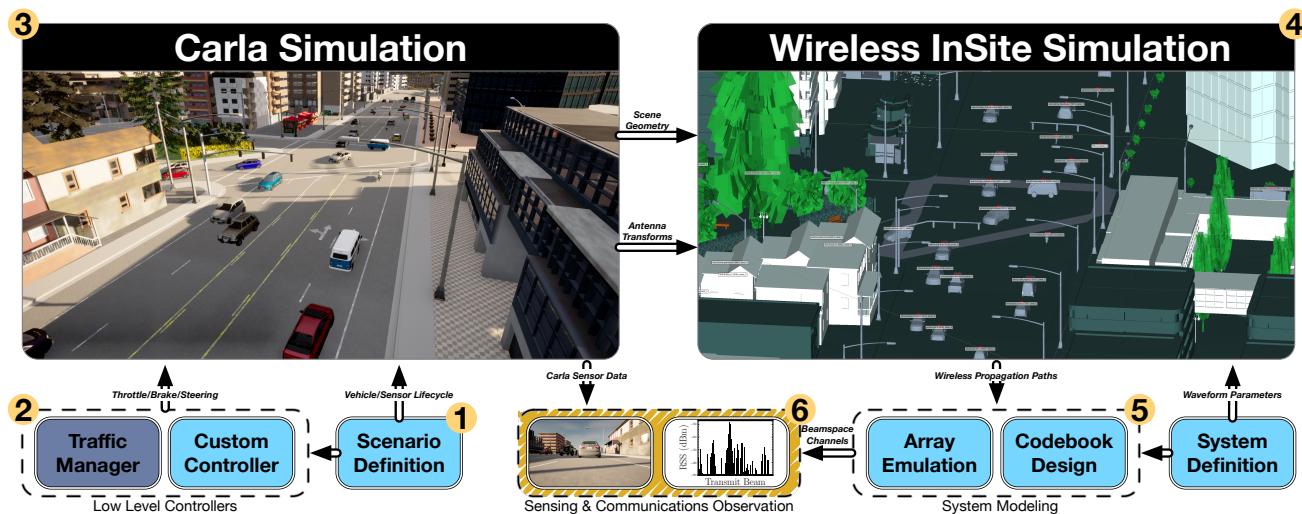 3
Carla Simulation
Wireless InSite Simulation
4
Scene
Geometry
Antenna
Transforms
Throttle/Brake/Steering
Vehicle/Sensor Lifecycle
Carla Sensor Data
Wireless Propagation Paths
Waveform Parameters
2
Traffic
Manager
Custom
Controller
1
Scenario
Definition
6
RSS (dBm)
Transmit Beam
Beamspace
Channels
5
Array
Emulation
Codebook
Design
System
Definition
Low Level Controllers
Sensing & Communications Observation
System Modeling